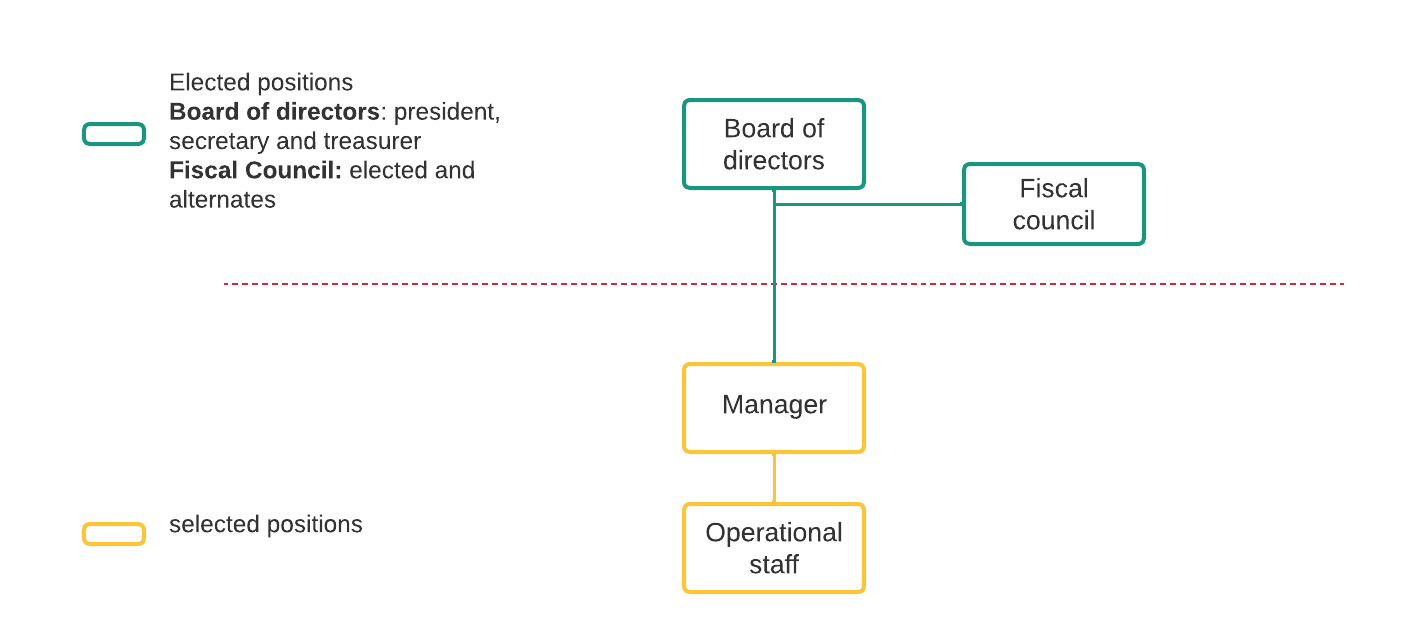 Elected positions
Board of directors: president,
secretary and treasurer
Fiscal Council: elected and
alternates
Board of
directors
Fiscal
council
Manager
Operational
staff
selected positions